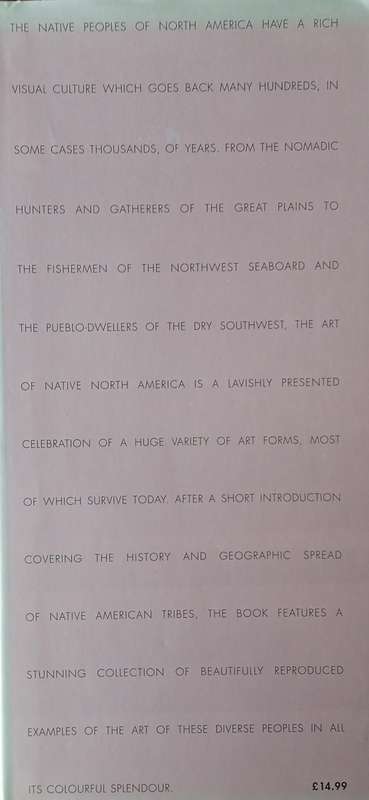 THE NATIVE PEOPLES OF NORTH AMERICA HAVE A RICH
VISUAL CULTURE WHICH GOES BACK MANY HUNDREDS, IN
SOME CASES THOUSANDS, OF YEARS. FROM THE NOMADIC
HUNTERS AND GATHERERS OF THE GREAT PLAINS TO
THE FISHERMEN OF THE NORTHWEST SEABOARD AND
THE PUEBLO-DWELLERS OF THE DRY SOUTHWEST, THE ART
OF NATIVE NORTH AMERICA IS A LAVISHLY PRESENTED
CELEBRATION OF A HUGE VARIETY OF ART FORMS, MOST
OF WHICH SURVIVE TODAY. AFTER A SHORT INTRODUCTION
COVERING THE HISTORY AND GEOGRAPHIC SPREAD
OF NATIVE AMERICAN TRIBES, THE BOOK FEATURES A
STUNNING COLLECTION OF BEAUTIFULLY REPRODUCED
EXAMPLES OF THE ART OF THESE DIVERSE PEOPLES IN ALL
ITS COLOURFUL SPLENDOUR. £14.99